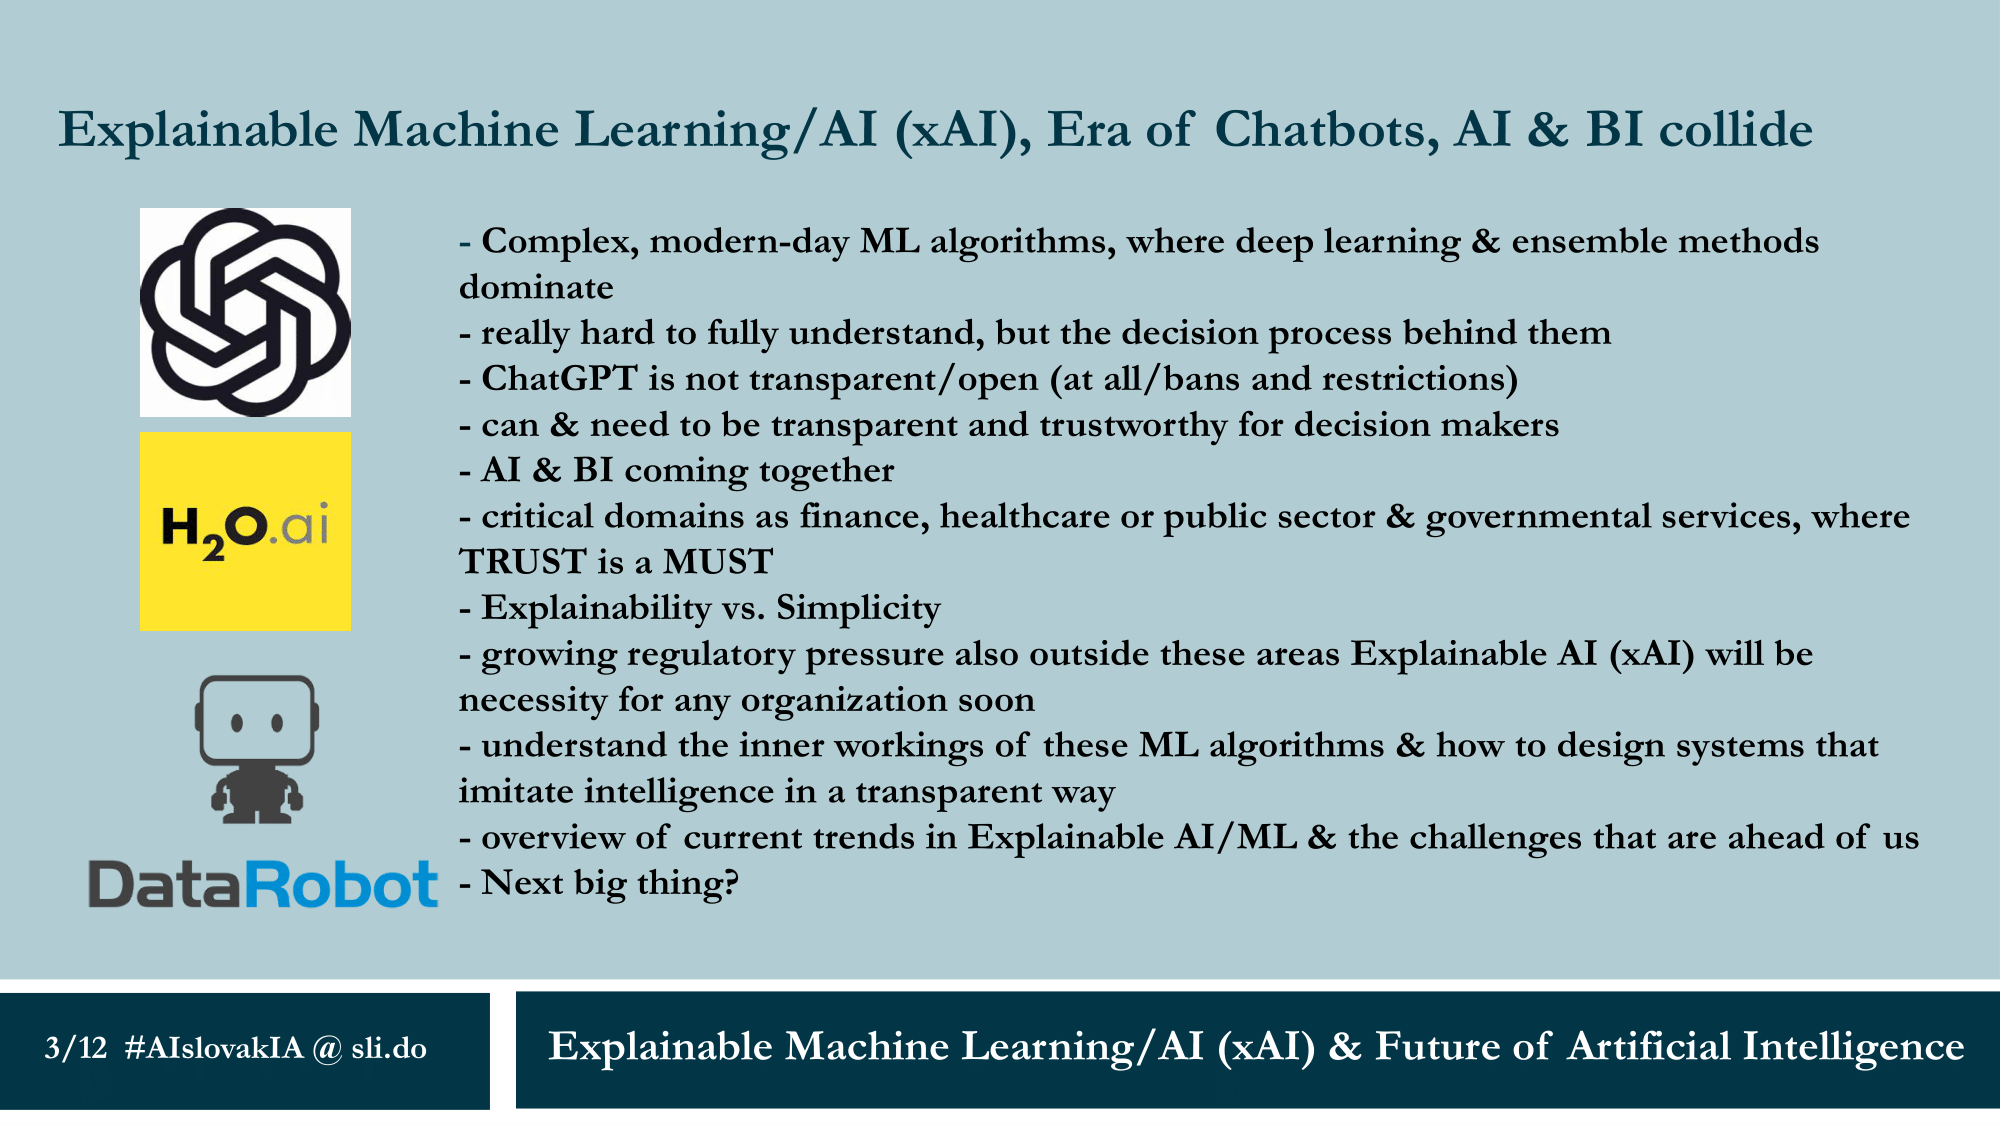 Explainable Machine Learning/AI (xAI), Era of Chatbots, AI & BI collide
- Complex, modern-day ML algorithms, where deep learning & ensemble methods
dominate
- really hard to fully understand, but the decision process behind them
- ChatGPT is not transparent/open (at all/bans and restrictions)
- can & need to be transparent and trustworthy for decision makers
- AI & BI coming together
- critical domains as finance, healthcare or public sector & governmental services, where
TRUST is a MUST
- Explainability vs. Simplicity
- growing regulatory pressure also outside these areas Explainable AI (xAI) will be
necessity for any organization soon
- understand the inner workings of these ML algorithms & how to design systems that
imitate intelligence in a transparent way
- overview of current trends in Explainable AI/ML & the challenges that are ahead of us
- Next big thing?
H2O.ai
DataRobot
3/12 #AIslovakIA @ sli.do
Explainable Machine Learning/AI (xAI) & Future of Artificial Intelligence